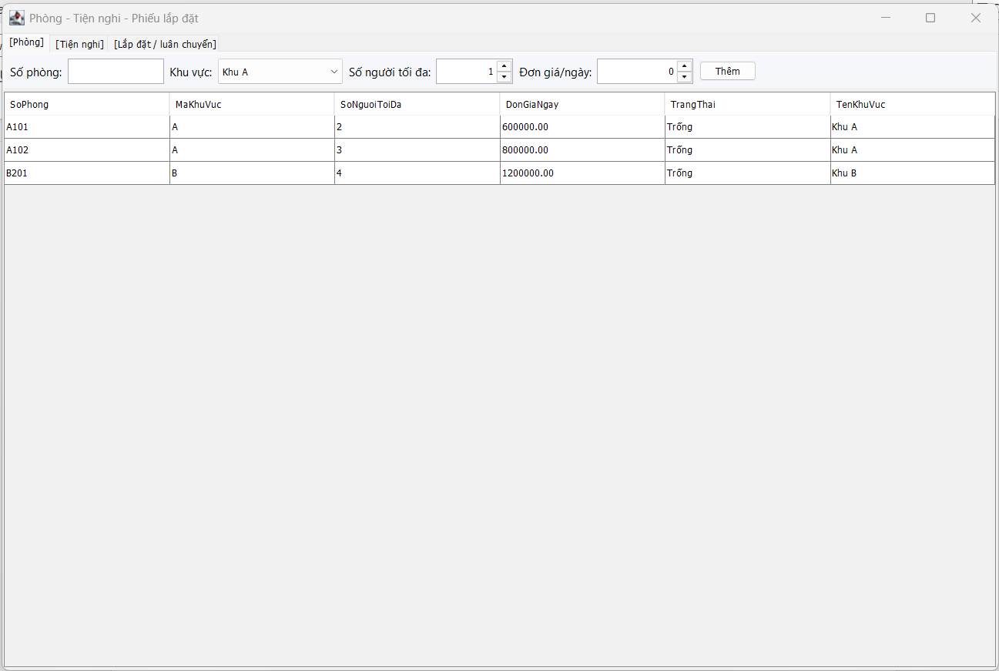 Phòng - Tiện nghi - Phiếu lắp đặt
[Phòng] [Tiện nghi] [Lắp đặt / luân chuyển]
Số phòng: Khu vực: Khu A Số người tối đa: 1 Đơn giá/ngày: 0 Thêm
SoPhong MaKhuVuc SoNguoiToiDa DonGiaNgay TrangThai TenKhuVuc
A101 A 2 600000.00 Trống Khu A
A102 A 3 800000.00 Trống Khu A
B201 B 4 1200000.00 Trống Khu B